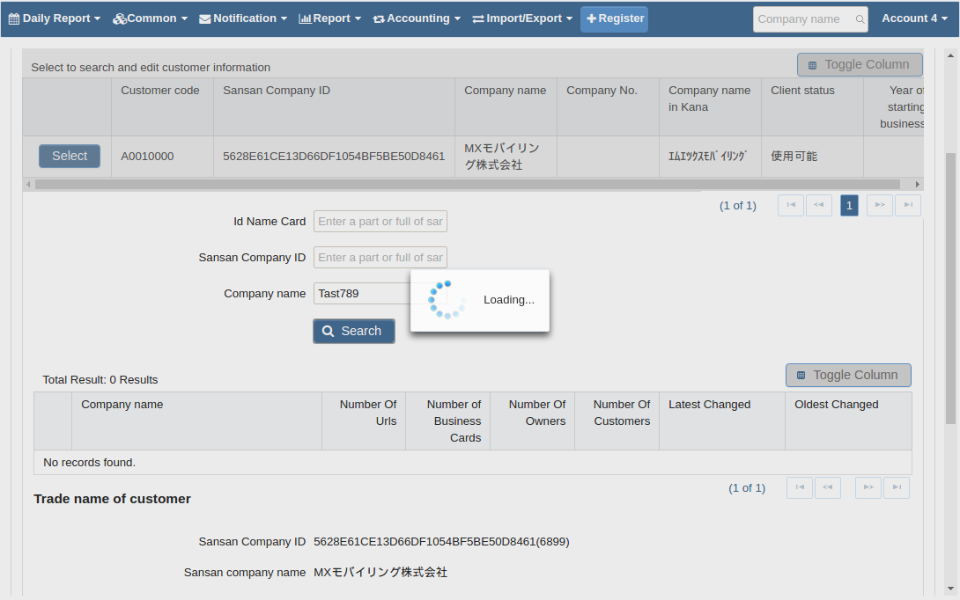 Daily Report Common Notification Report Accounting Import/Export Register Company name Account 4
Select to search and edit customer information Toggle Column
Customer code Sansan Company ID Company name Company No. Company name Client status Year of
in Kana starting
business
Select A0010000 5628E61CE13D66DF1054BF5BE50D8461 MXモバイリン ｴﾑｴｯｸｽﾓﾊﾞｲﾘﾝｸﾞ 使用可能
グ株式会社
(1 of 1) 1
Id Name Card Enter a part or full of sar
Sansan Company ID Enter a part or full of sar
Company name Tast789
Loading...
Search
Total Result: 0 Results Toggle Column
Company name Number Of Number of Number Of Number Of Latest Changed Oldest Changed
Urls Business Owners Customers
Cards
No records found.
(1 of 1)
Trade name of customer
Sansan Company ID 5628E61CE13D66DF1054BF5BE50D8461(6899)
Sansan company name MXモバイリング株式会社